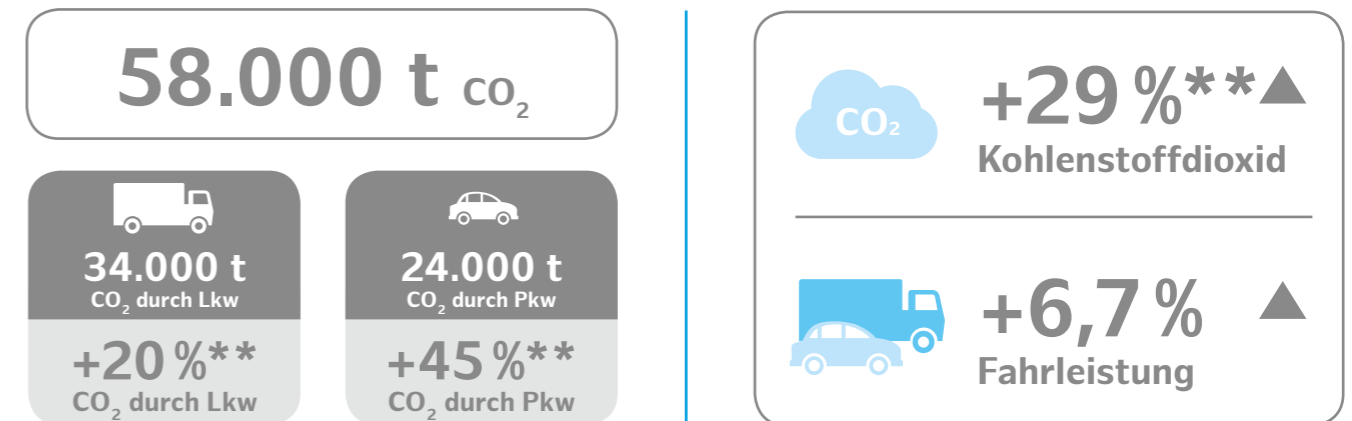 58.000 t CO₂
34.000 t
CO₂ durch Lkw
+20 %**
CO₂ durch Lkw
24.000 t
CO₂ durch Pkw
+45 %**
CO₂ durch Pkw
CO₂
+29 %**▲
Kohlenstoffdioxid
+6,7 % ▲
Fahrleistung